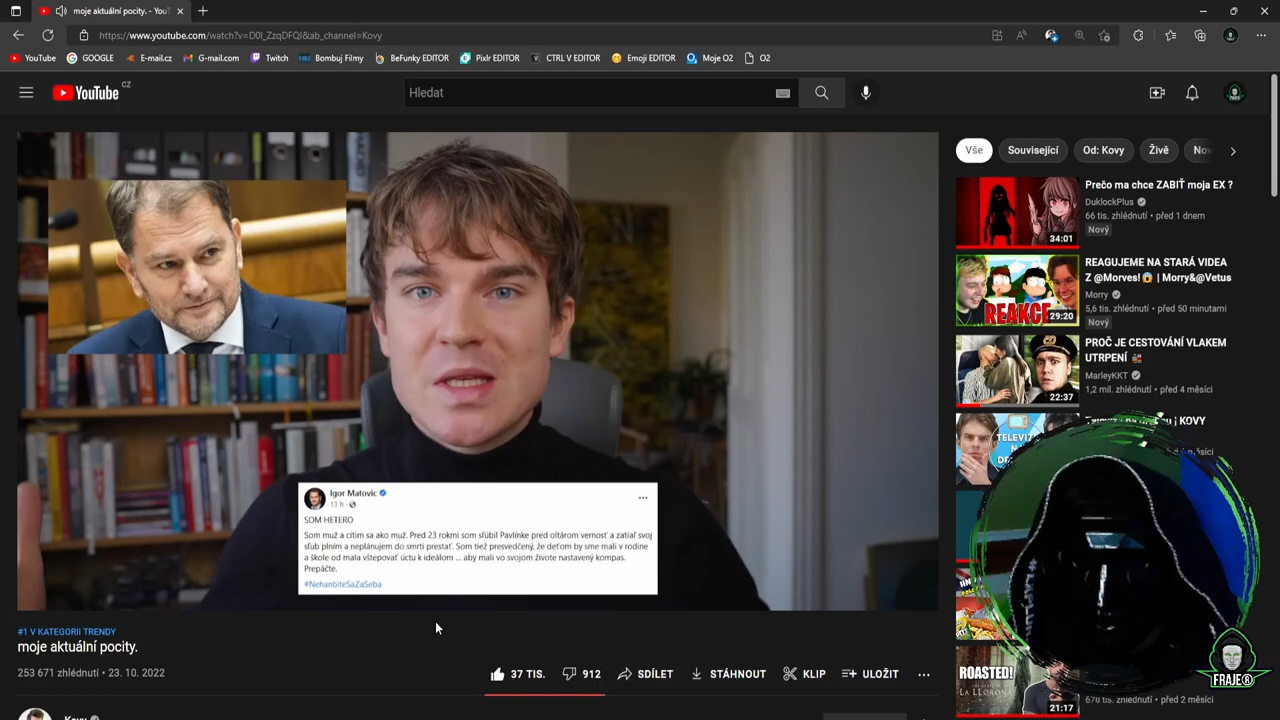 moje aktuální pocity. - You
https://www.youtube.com/watch?v=D0l_ZzqDFQI&ab_channel=Kovy
YouTube
GOOGLE
E-mail.cz
G-mail.com
Twitch
Bombuj Filmy
BeFunky EDITOR
Pixlr EDITOR
CTRL V EDITOR
Emoji EDITOR
Moje O2
O2
YouTube CZ
Hledat
Vše
Související
Od: Kovy
Živě
Nov
Igor Matovic
13 h
SOM HETERO
Som muž a cítim sa ako muž. Pred 23 rokmi som sľúbil Pavlínke pred oltárom vernosť a zatiaľ svoj
sľub plním a neplánujem do smrti prestať. Som tiež presvedčený, že deťom by sme mali v rodine
a škole od mala vštepovať úctu k ideálom ... aby mali vo svojom živote nastavený kompas.
Prepáčte.
#NehanbiteSaZaSeba
#1 V KATEGORII TRENDY
moje aktuální pocity.
253 671 zhlédnutí • 23. 10. 2022
37 TIS.
912
SDÍLET
STÁHNOUT
KLIP
ULOŽIT
Kovy
34:01
Prečo ma chce ZABIŤ moja EX ?
DuklockPlus
66 tis. zhlédnutí • před 1 dnem
Nový
REAKCE
29:20
REAGUJEME NA STARÁ VIDEA
Z @Morves! | Morry&@Vetus
Morry
5,6 tis. zhlédnutí • před 50 minutami
Nový
22:37
PROČ JE CESTOVÁNÍ VLAKEM
UTRPENÍ
MarleyKKT
1,2 mil. zhlédnutí • před 4 měsíci
TELEVIZ
| KOVY
ROASTED!
LA LLORONA
21:17
678 tis. zhlédnutí • před 2 měsíci
FRAJE®